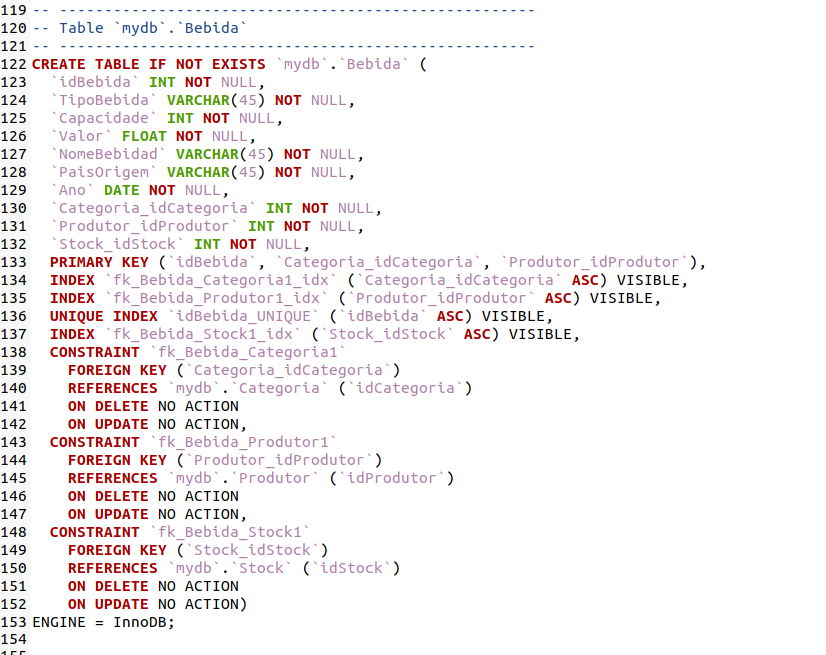 119 -- -----------------------------------------------------
120 -- Table `mydb`.`Bebida`
121 -- -----------------------------------------------------
122 CREATE TABLE IF NOT EXISTS `mydb`.`Bebida` (
123   `idBebida` INT NOT NULL,
124   `TipoBebida` VARCHAR(45) NOT NULL,
125   `Capacidade` INT NOT NULL,
126   `Valor` FLOAT NOT NULL,
127   `NomeBebidad` VARCHAR(45) NOT NULL,
128   `PaisOrigem` VARCHAR(45) NOT NULL,
129   `Ano` DATE NOT NULL,
130   `Categoria_idCategoria` INT NOT NULL,
131   `Produtor_idProdutor` INT NOT NULL,
132   `Stock_idStock` INT NOT NULL,
133   PRIMARY KEY (`idBebida`, `Categoria_idCategoria`, `Produtor_idProdutor`),
134   INDEX `fk_Bebida_Categoria1_idx` (`Categoria_idCategoria` ASC) VISIBLE,
135   INDEX `fk_Bebida_Produtor1_idx` (`Produtor_idProdutor` ASC) VISIBLE,
136   UNIQUE INDEX `idBebida_UNIQUE` (`idBebida` ASC) VISIBLE,
137   INDEX `fk_Bebida_Stock1_idx` (`Stock_idStock` ASC) VISIBLE,
138   CONSTRAINT `fk_Bebida_Categoria1`
139     FOREIGN KEY (`Categoria_idCategoria`)
140     REFERENCES `mydb`.`Categoria` (`idCategoria`)
141     ON DELETE NO ACTION
142     ON UPDATE NO ACTION,
143   CONSTRAINT `fk_Bebida_Produtor1`
144     FOREIGN KEY (`Produtor_idProdutor`)
145     REFERENCES `mydb`.`Produtor` (`idProdutor`)
146     ON DELETE NO ACTION
147     ON UPDATE NO ACTION,
148   CONSTRAINT `fk_Bebida_Stock1`
149     FOREIGN KEY (`Stock_idStock`)
150     REFERENCES `mydb`.`Stock` (`idStock`)
151     ON DELETE NO ACTION
152     ON UPDATE NO ACTION)
153 ENGINE = InnoDB;
154